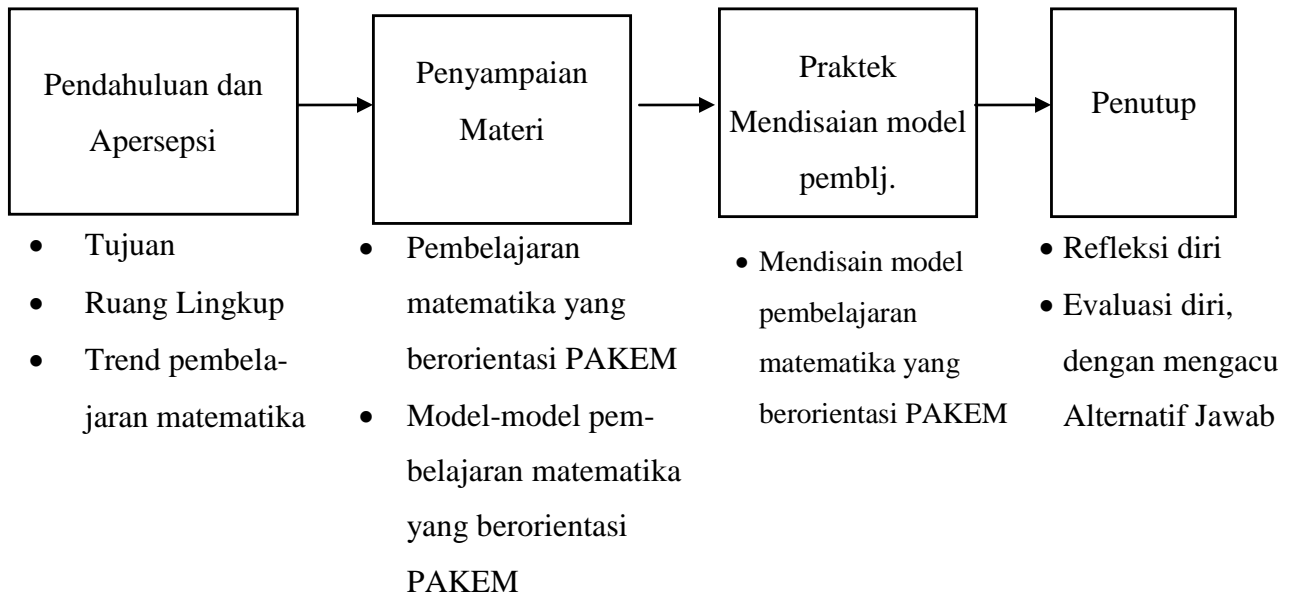 Pendahuluan dan
Apersepsi
Penyampaian
Materi
Praktek
Mendisaian model
pemblj.
Penutup
• Tujuan
• Ruang Lingkup
• Trend pembela-
jaran matematika
• Pembelajaran
matematika yang
berorientasi PAKEM
• Model-model pem-
belajaran matematika
yang berorientasi
PAKEM
• Mendisain model
pembelajaran
matematika yang
berorientasi PAKEM
• Refleksi diri
• Evaluasi diri,
dengan mengacu
Alternatif Jawab